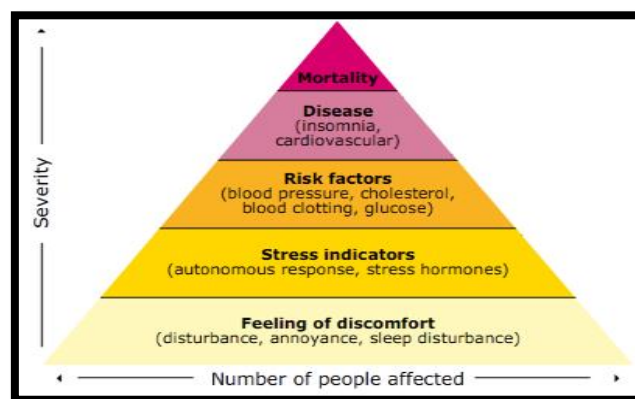 Mortality
Disease
(insomnia,
cardiovascular)
Risk factors
(blood pressure, cholesterol,
blood clotting, glucose)
Stress indicators
(autonomous response, stress hormones)
Feeling of discomfort
(disturbance, annoyance, sleep disturbance)
Severity
Number of people affected